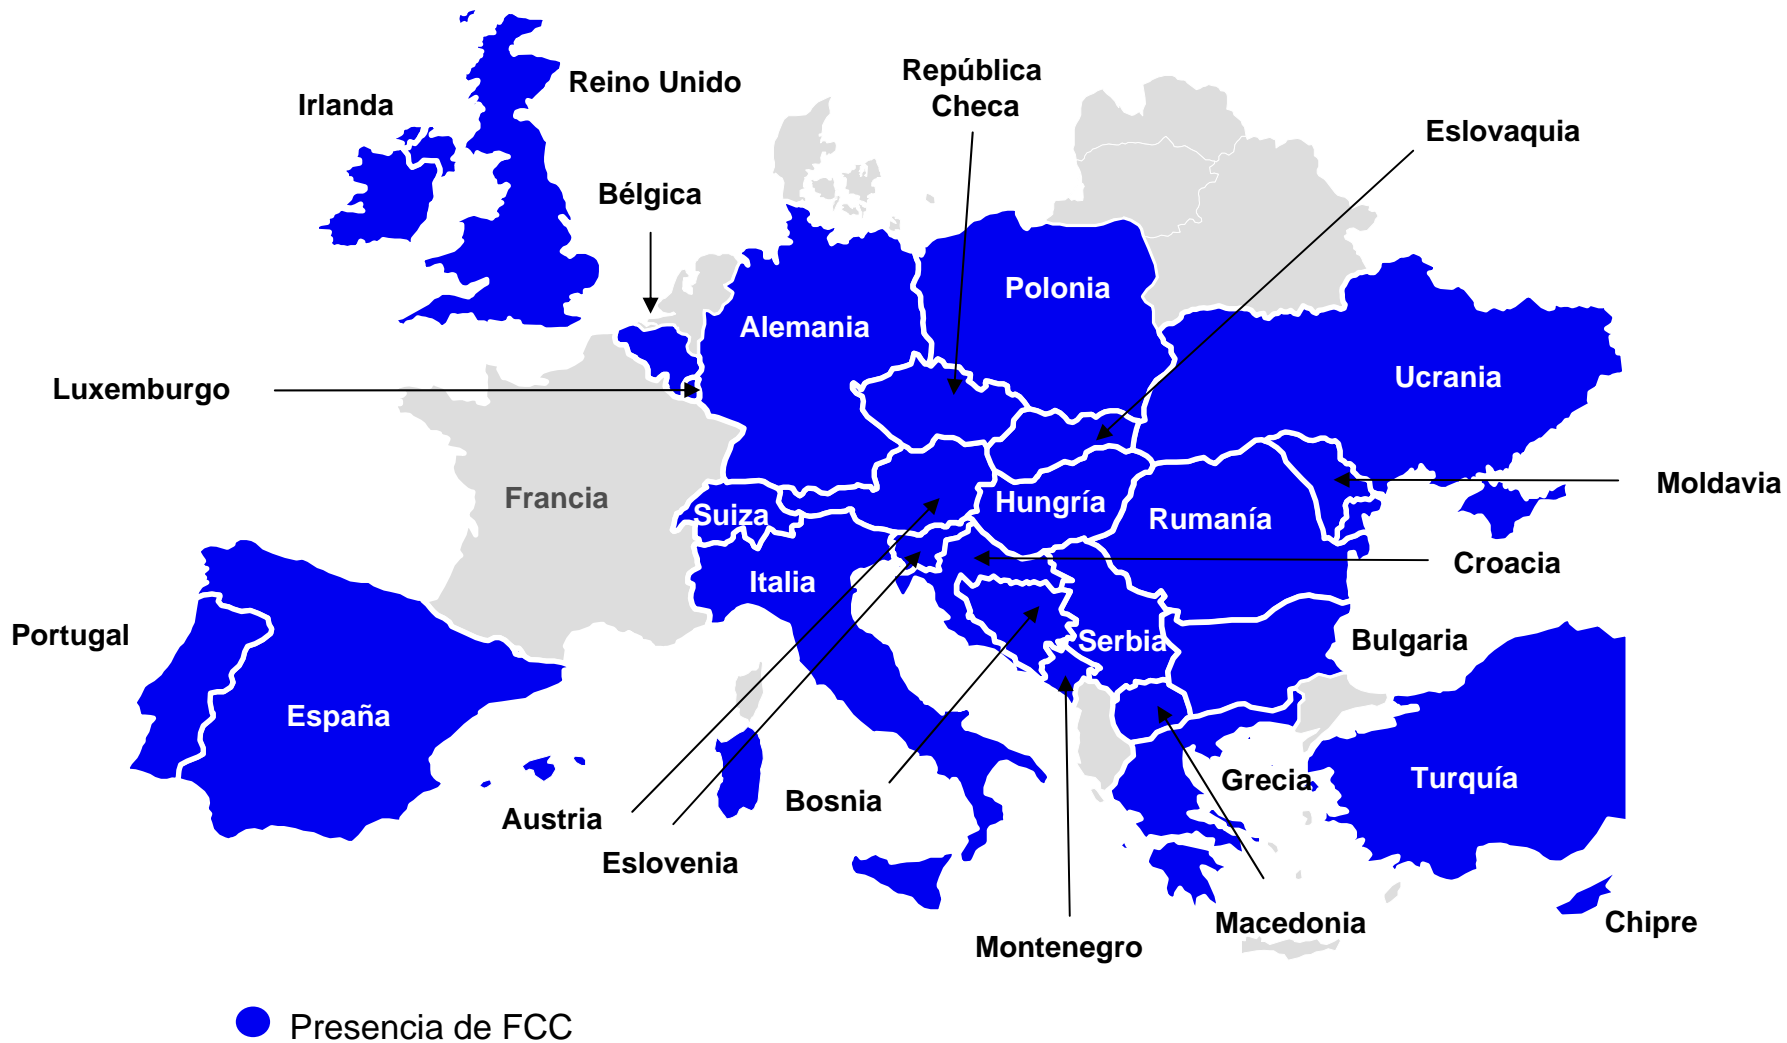 República
Checa
Reino Unido
Irlanda
Eslovaquia
Bélgica
Polonia
Alemania
Ucrania
Luxemburgo
Francia
Suiza
Hungría
Rumanía
Moldavia
Italia
Croacia
Portugal
Serbia
Bulgaria
España
Grecia
Turquía
Bosnia
Austria
Eslovenia
Macedonia
Chipre
Montenegro
Presencia de FCC